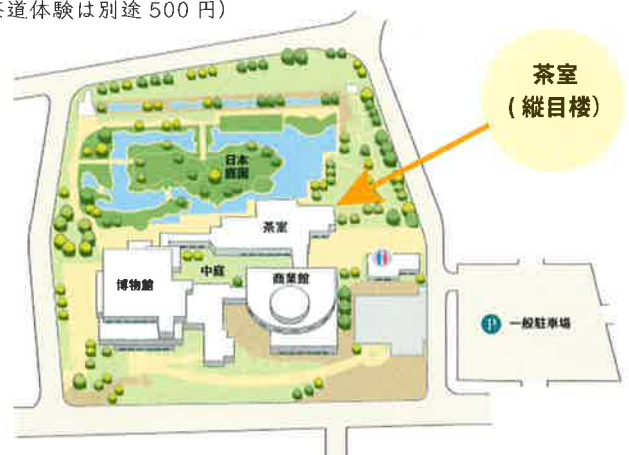 茶道体験は別途 500 円)
茶室
(縦目楼)
日本
庭園
茶室
中庭
商業館
博物館
P 一般駐車場